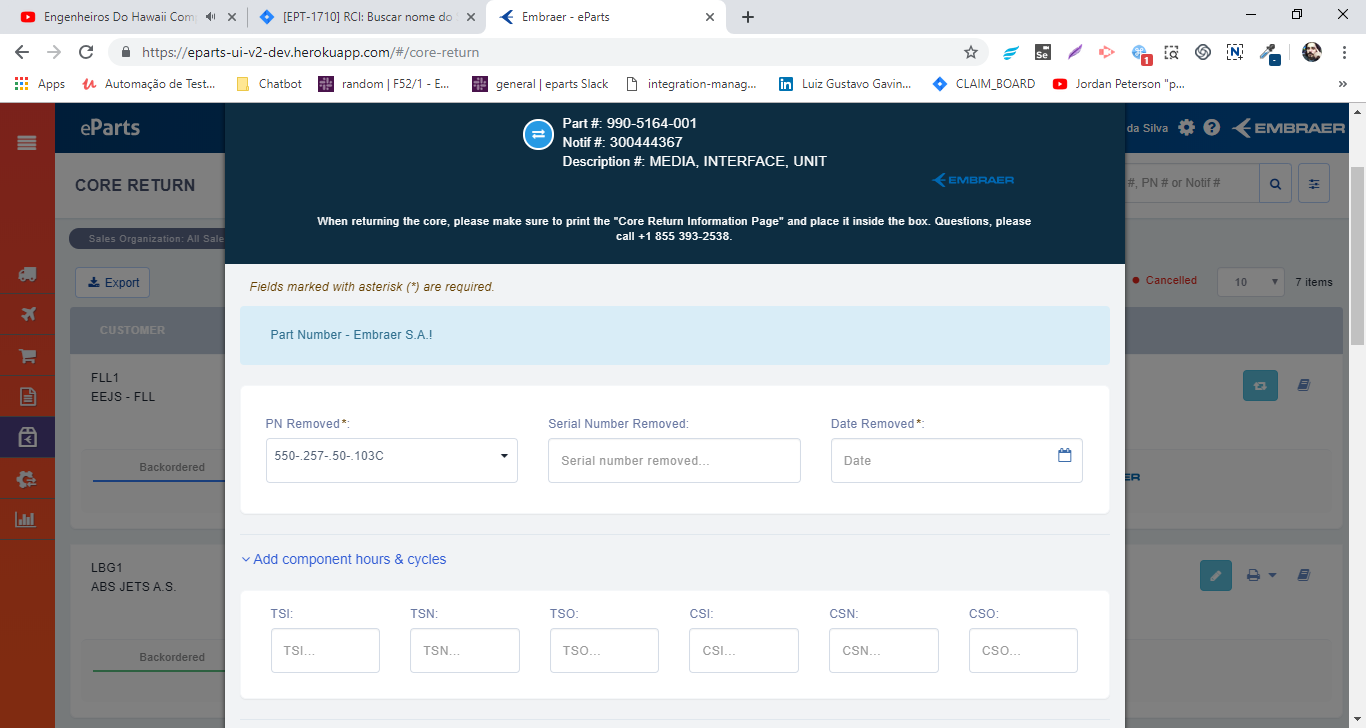 Engenheiros Do Hawaii Com
[EPT-1710] RCI: Buscar nome do
Embraer - eParts
https://eparts-ui-v2-dev.herokuapp.com/#/core-return
Se
1
Apps
Automação de Test...
Chatbot
random | F52/1 - E...
general | eparts Slack
integration-manag...
Luiz Gustavo Gavin...
CLAIM_BOARD
Jordan Peterson "p...
eParts
da Silva
EMBRAER
Part #: 990-5164-001
Notif #: 300444367
Description #: MEDIA, INTERFACE, UNIT
EMBRAER
CORE RETURN
#, PN # or Notif #
When returning the core, please make sure to print the "Core Return Information Page" and place it inside the box. Questions, please
call +1 855 393-2538.
Sales Organization: All Sale
Export
Cancelled
10
7 items
Fields marked with asterisk (*) are required.
CUSTOMER
Part Number - Embraer S.A.!
FLL1
EEJS - FLL
PN Removed*:
Serial Number Removed:
Date Removed*:
550-.257-.50-.103C
Serial number removed...
Date
Backordered
ER
Add component hours & cycles
LBG1
ABS JETS A.S.
TSI:
TSN:
TSO:
CSI:
CSN:
CSO:
TSI...
TSN...
TSO...
CSI...
CSN...
CSO...
Backordered